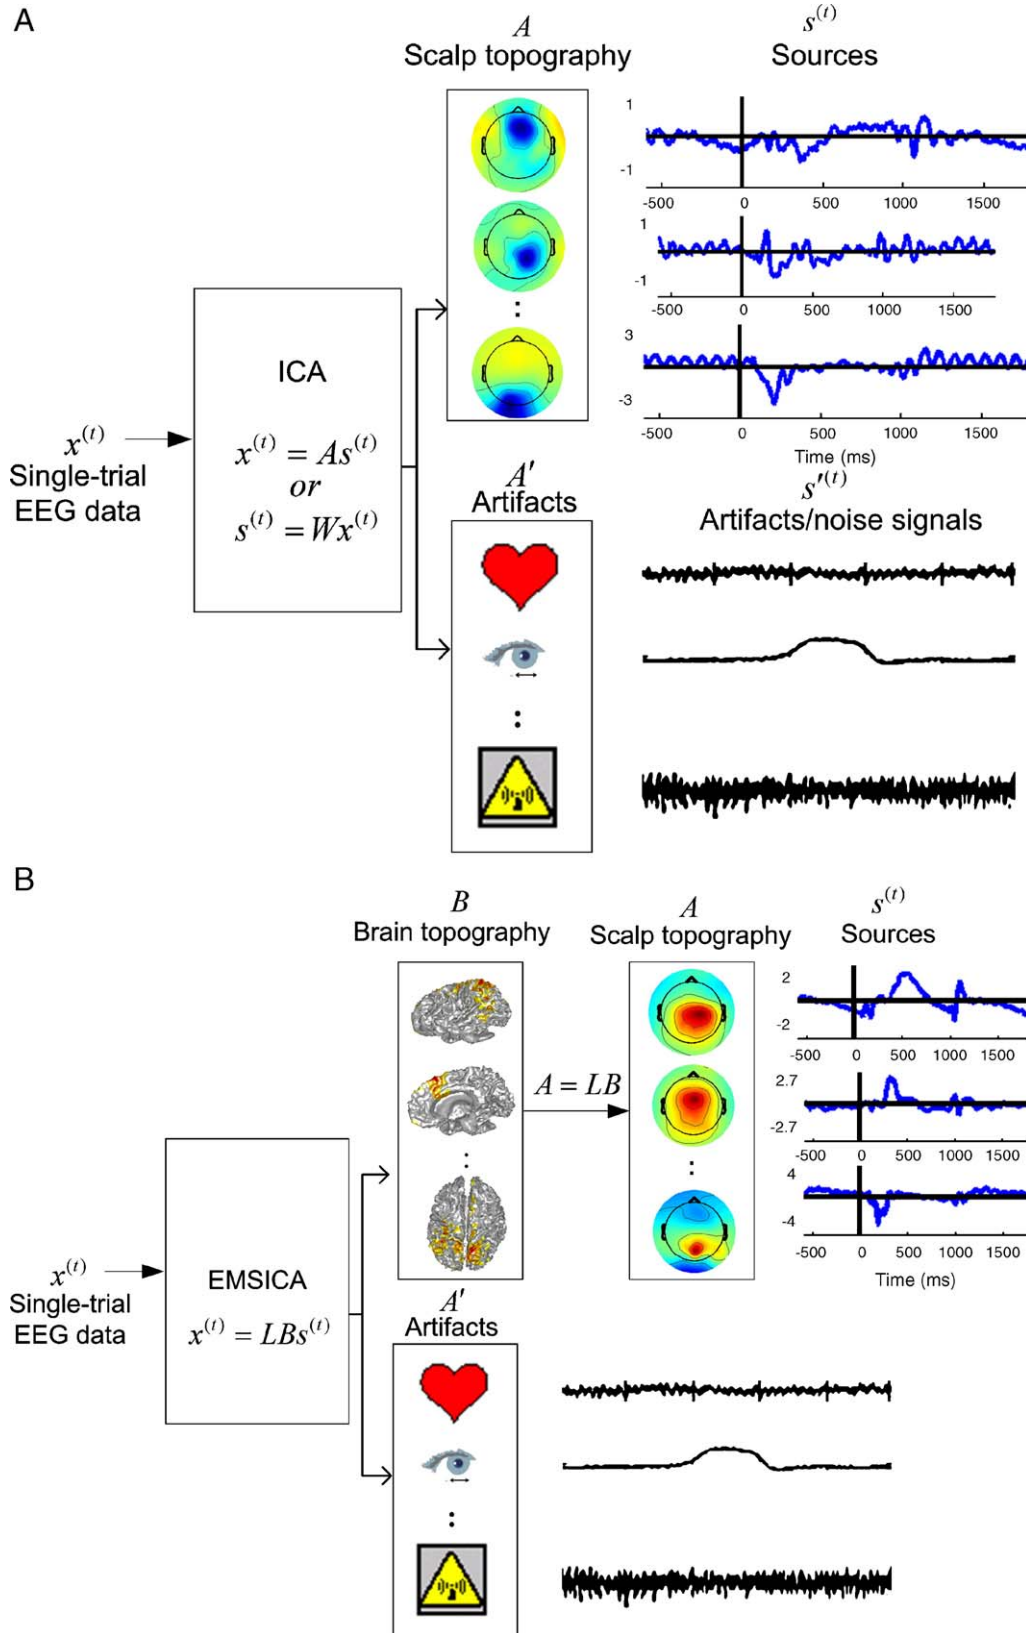 A
A
Scalp topography
s^(t)
Sources
1
-1
-500 0 500 1000 1500
1
-1
-500 0 500 1000 1500
3
-3
-500 0 500 1000 1500
Time (ms)
ICA
x^(t) = As^(t)
or
s^(t) = Wx^(t)
x^(t)
Single-trial
EEG data
A′
Artifacts
s′^(t)
Artifacts/noise signals
B
B
Brain topography
A
Scalp topography
s^(t)
Sources
2
-2
-500 0 500 1000 1500
A = LB
2.7
-2.7
-500 0 500 1000 1500
4
-4
-500 0 500 1000 1500
Time (ms)
EMSICA
x^(t) = LBs^(t)
x^(t)
Single-trial
EEG data
A′
Artifacts